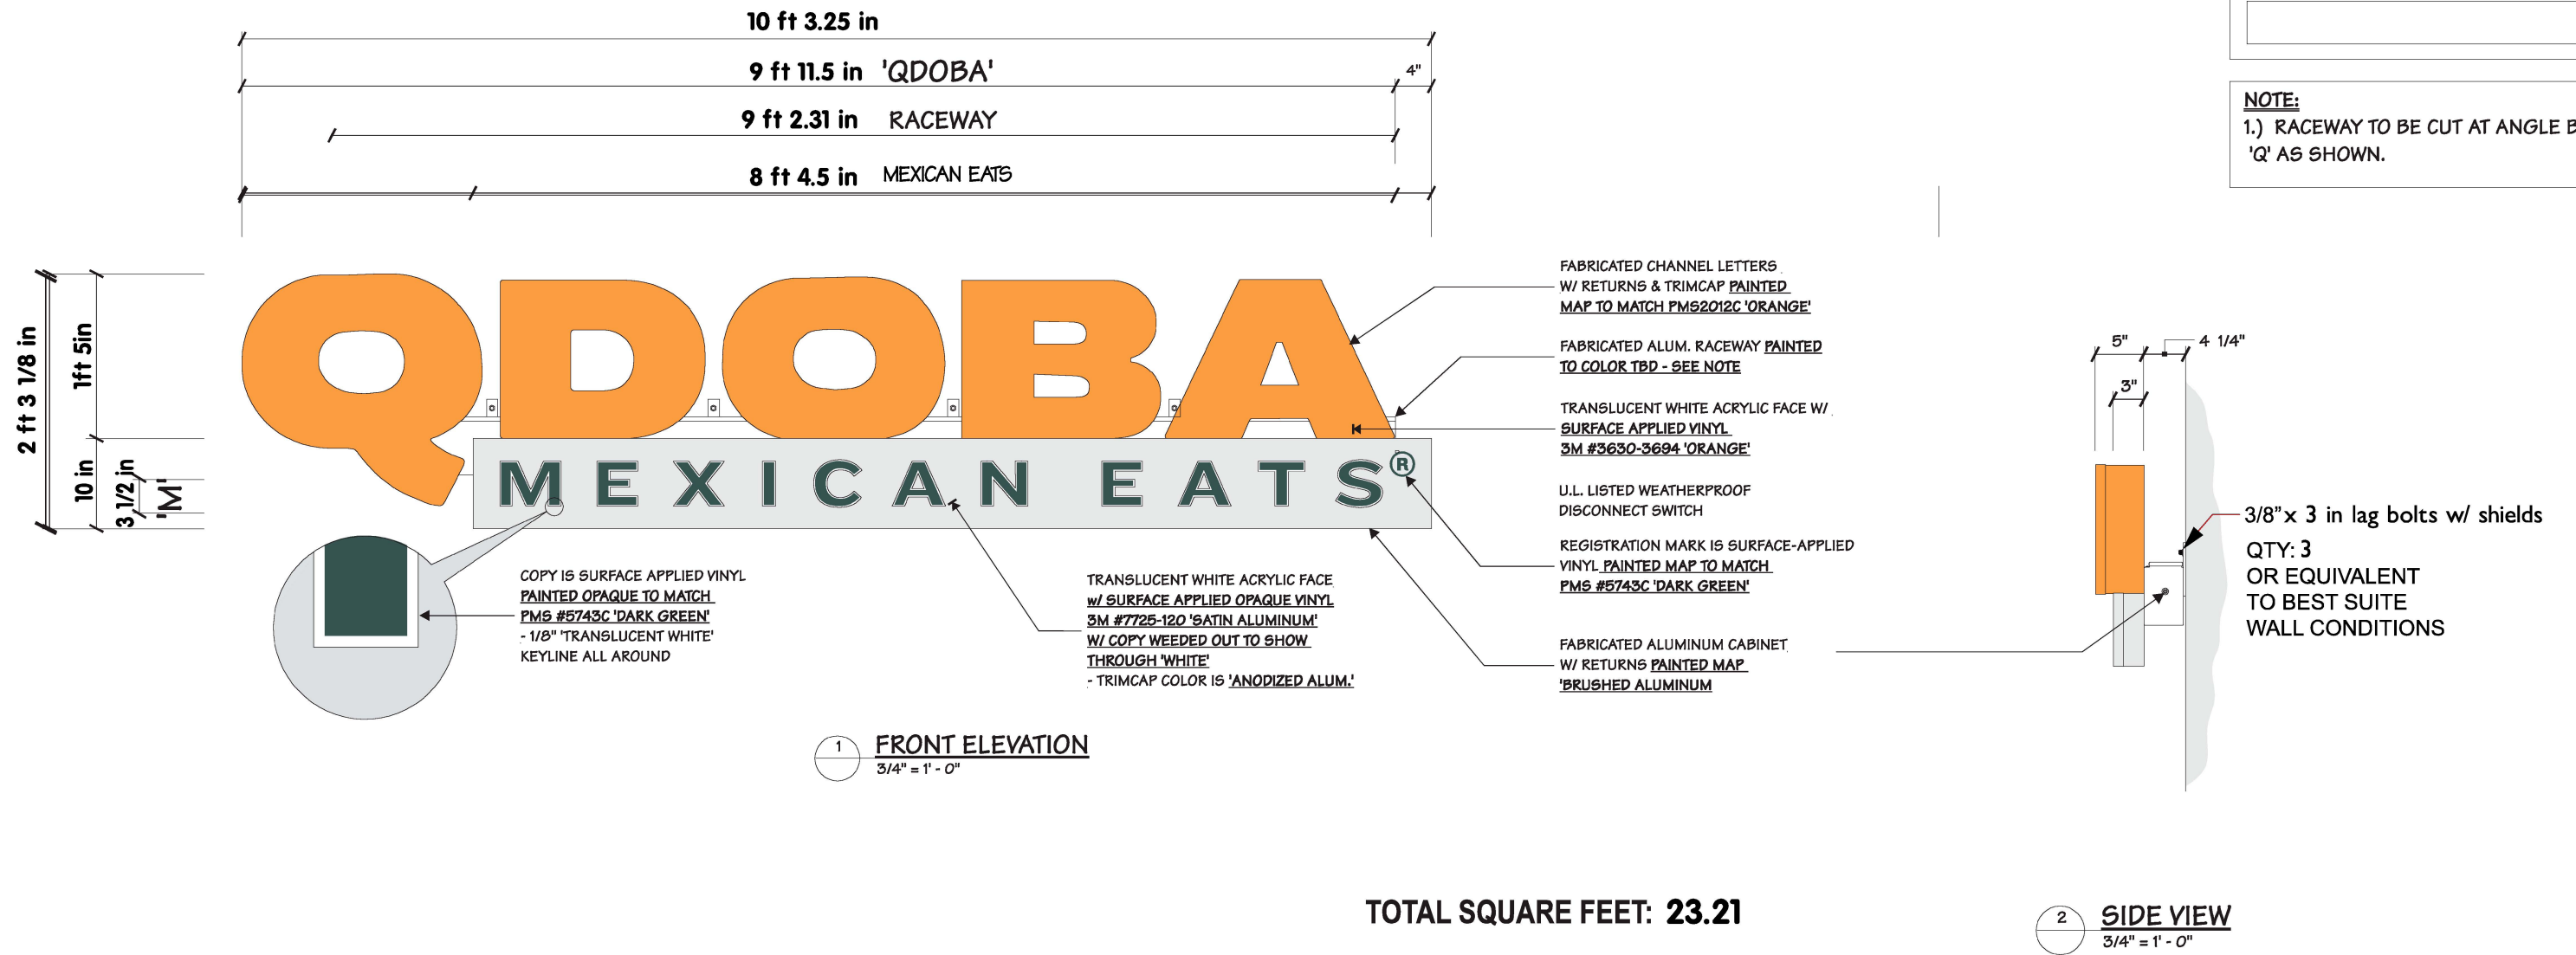 10 ft 3.25 in
9 ft 11.5 in 'QDOBA'
4"
9 ft 2.31 in RACEWAY
8 ft 4.5 in MEXICAN EATS
NOTE:
1.) RACEWAY TO BE CUT AT ANGLE
'Q' AS SHOWN.
2 ft 3 1/8 in
1ft 5in
10 in
3 1/2 in
'M'
QDOBA
MEXICAN EATS®
FABRICATED CHANNEL LETTERS
W/ RETURNS & TRIMCAP PAINTED
MAP TO MATCH PMS2012C 'ORANGE'
FABRICATED ALUM. RACEWAY PAINTED
TO COLOR TBD - SEE NOTE
TRANSLUCENT WHITE ACRYLIC FACE W/
SURFACE APPLIED VINYL
3M #3630-3694 'ORANGE'
U.L. LISTED WEATHERPROOF
DISCONNECT SWITCH
REGISTRATION MARK IS SURFACE-APPLIED
VINYL PAINTED MAP TO MATCH
PMS #5743C 'DARK GREEN'
FABRICATED ALUMINUM CABINET
W/ RETURNS PAINTED MAP
'BRUSHED ALUMINUM
COPY IS SURFACE APPLIED VINYL
PAINTED OPAQUE TO MATCH
PMS #5743C 'DARK GREEN'
- 1/8" 'TRANSLUCENT WHITE'
KEYLINE ALL AROUND
TRANSLUCENT WHITE ACRYLIC FACE
w/ SURFACE APPLIED OPAQUE VINYL
3M #7725-120 'SATIN ALUMINUM'
W/ COPY WEEDED OUT TO SHOW
THROUGH 'WHITE'
- TRIMCAP COLOR IS 'ANODIZED ALUM.'
1 FRONT ELEVATION
3/4" = 1' - 0"
5"
4 1/4"
3"
3/8" x 3 in lag bolts w/ shields
QTY: 3
OR EQUIVALENT
TO BEST SUITE
WALL CONDITIONS
TOTAL SQUARE FEET: 23.21
2 SIDE VIEW
3/4" = 1' - 0"